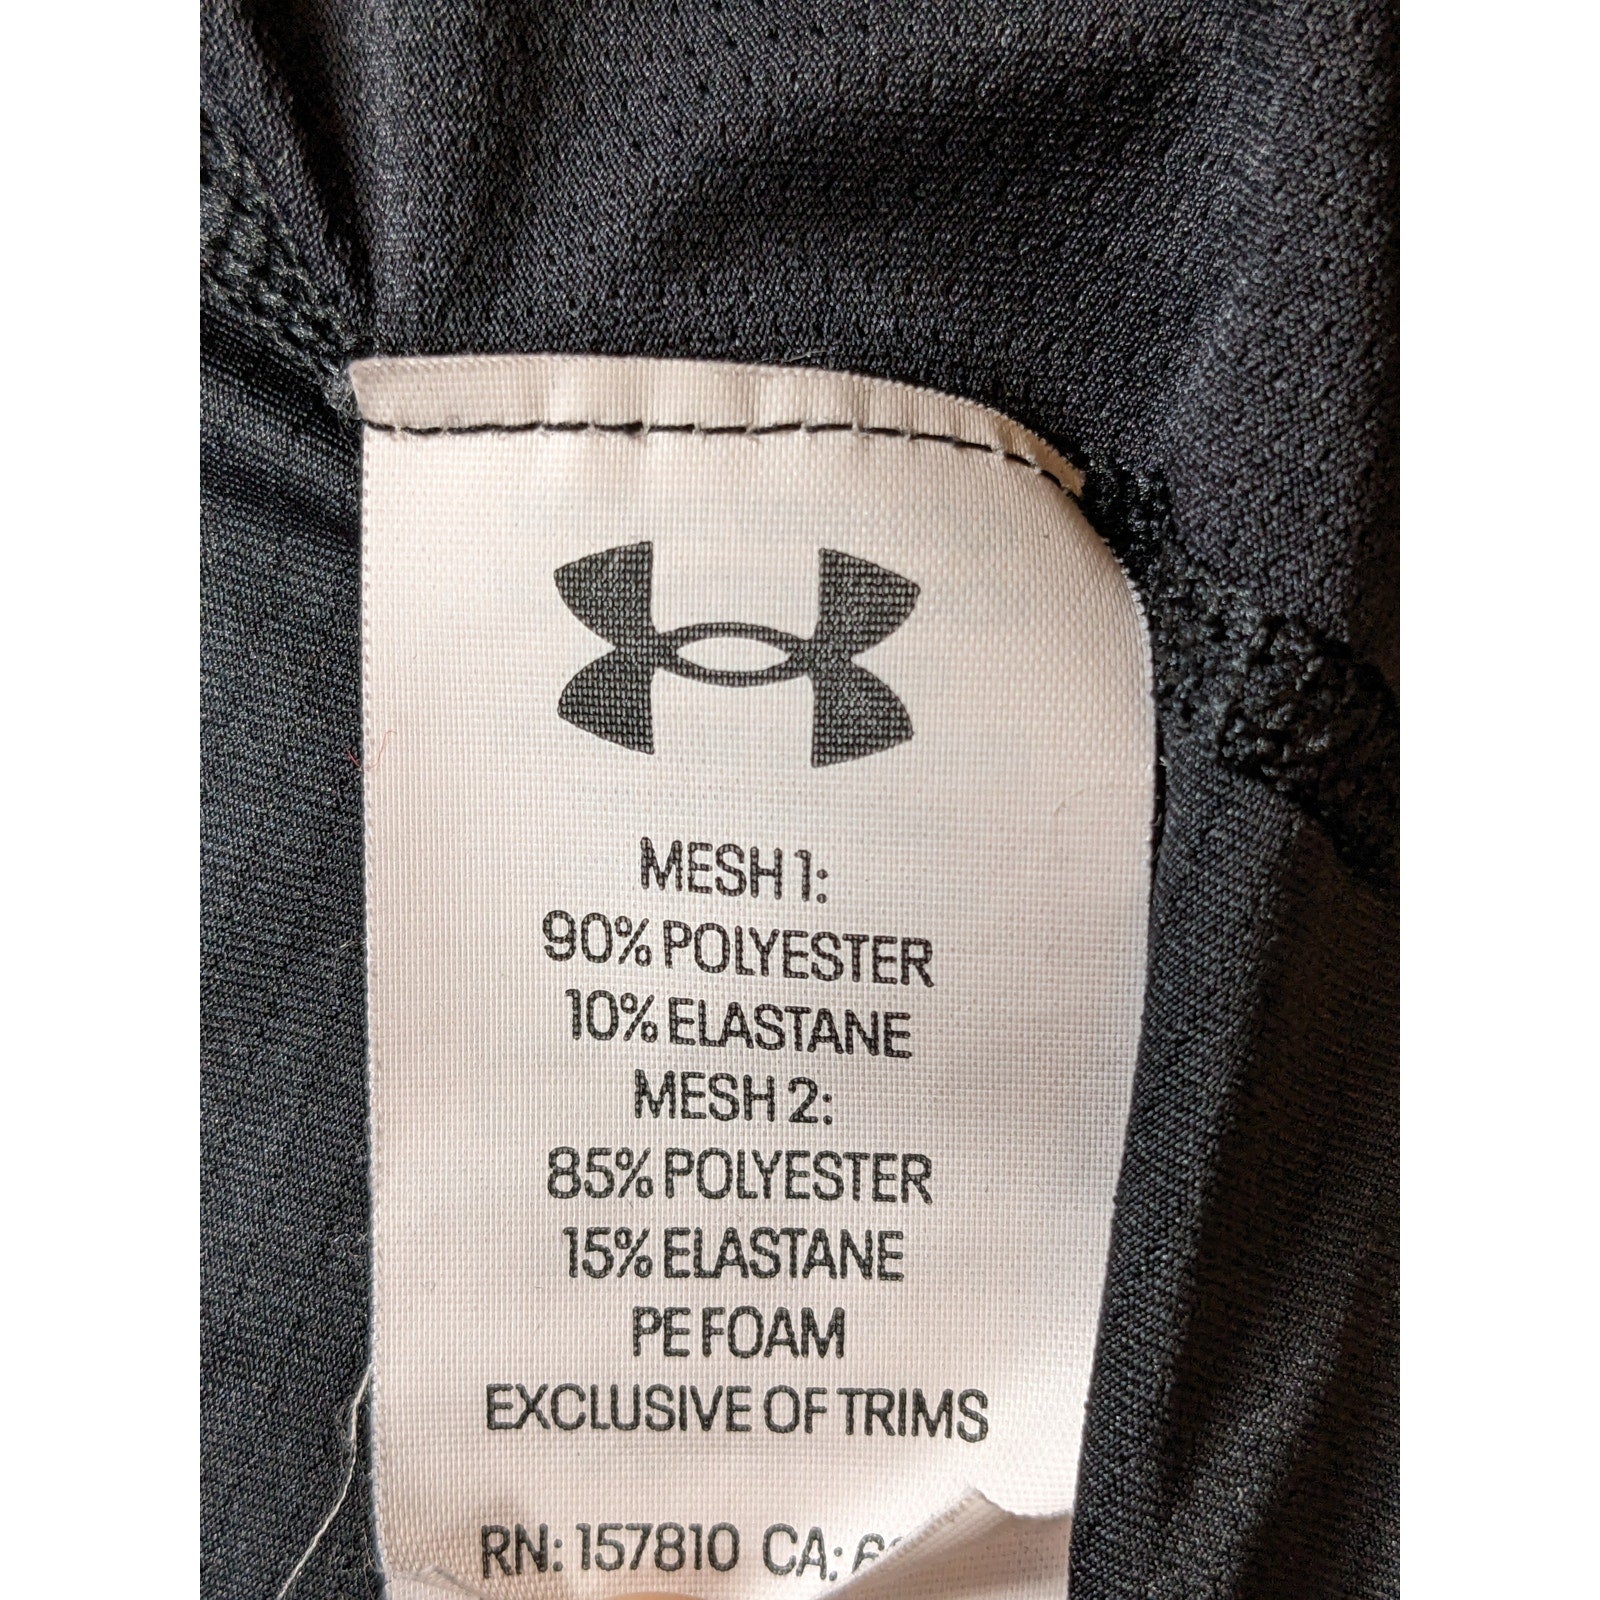 MESH 1:
90% POLYESTER
10% ELASTANE
MESH 2:
85% POLYESTER
15% ELASTANE
PE FOAM
EXCLUSIVE OF TRIMS
RN: 157810 CA: